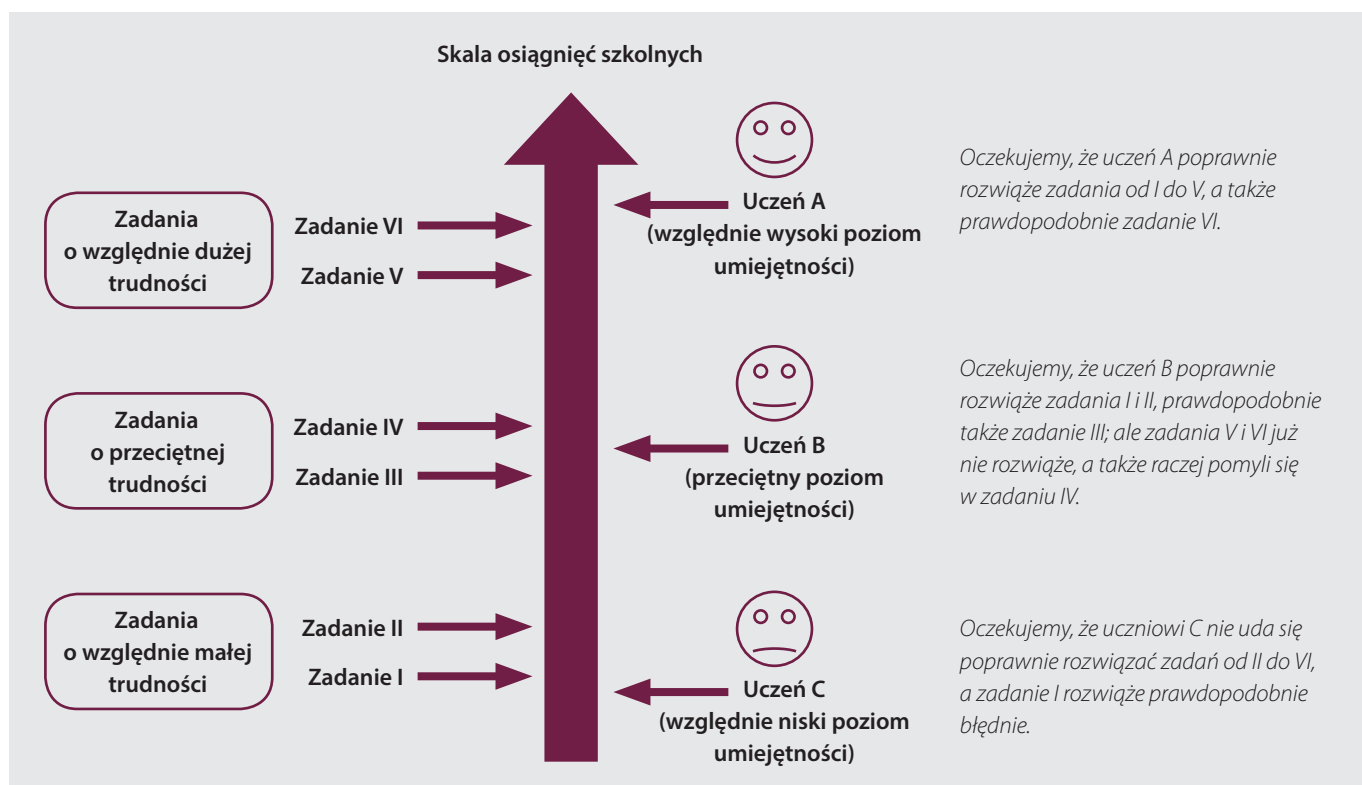 Skala osiągnięć szkolnych
Zadania
o względnie dużej
trudności
Zadanie VI
Zadanie V
Uczeń A
(względnie wysoki poziom
umiejętności)
Oczekujemy, że uczeń A poprawnie
rozwiąże zadania od I do V, a także
prawdopodobnie zadanie VI.
Zadania
o przeciętnej
trudności
Zadanie IV
Zadanie III
Uczeń B
(przeciętny poziom
umiejętności)
Oczekujemy, że uczeń B poprawnie
rozwiąże zadania I i II, prawdopodobnie
także zadanie III; ale zadania V i VI już
nie rozwiąże, a także raczej pomyli się
w zadaniu IV.
Zadania
o względnie małej
trudności
Zadanie II
Zadanie I
Uczeń C
(względnie niski poziom
umiejętności)
Oczekujemy, że uczniowi C nie uda się
poprawnie rozwiązać zadań od II do VI,
a zadanie I rozwiąże prawdopodobnie
błędnie.